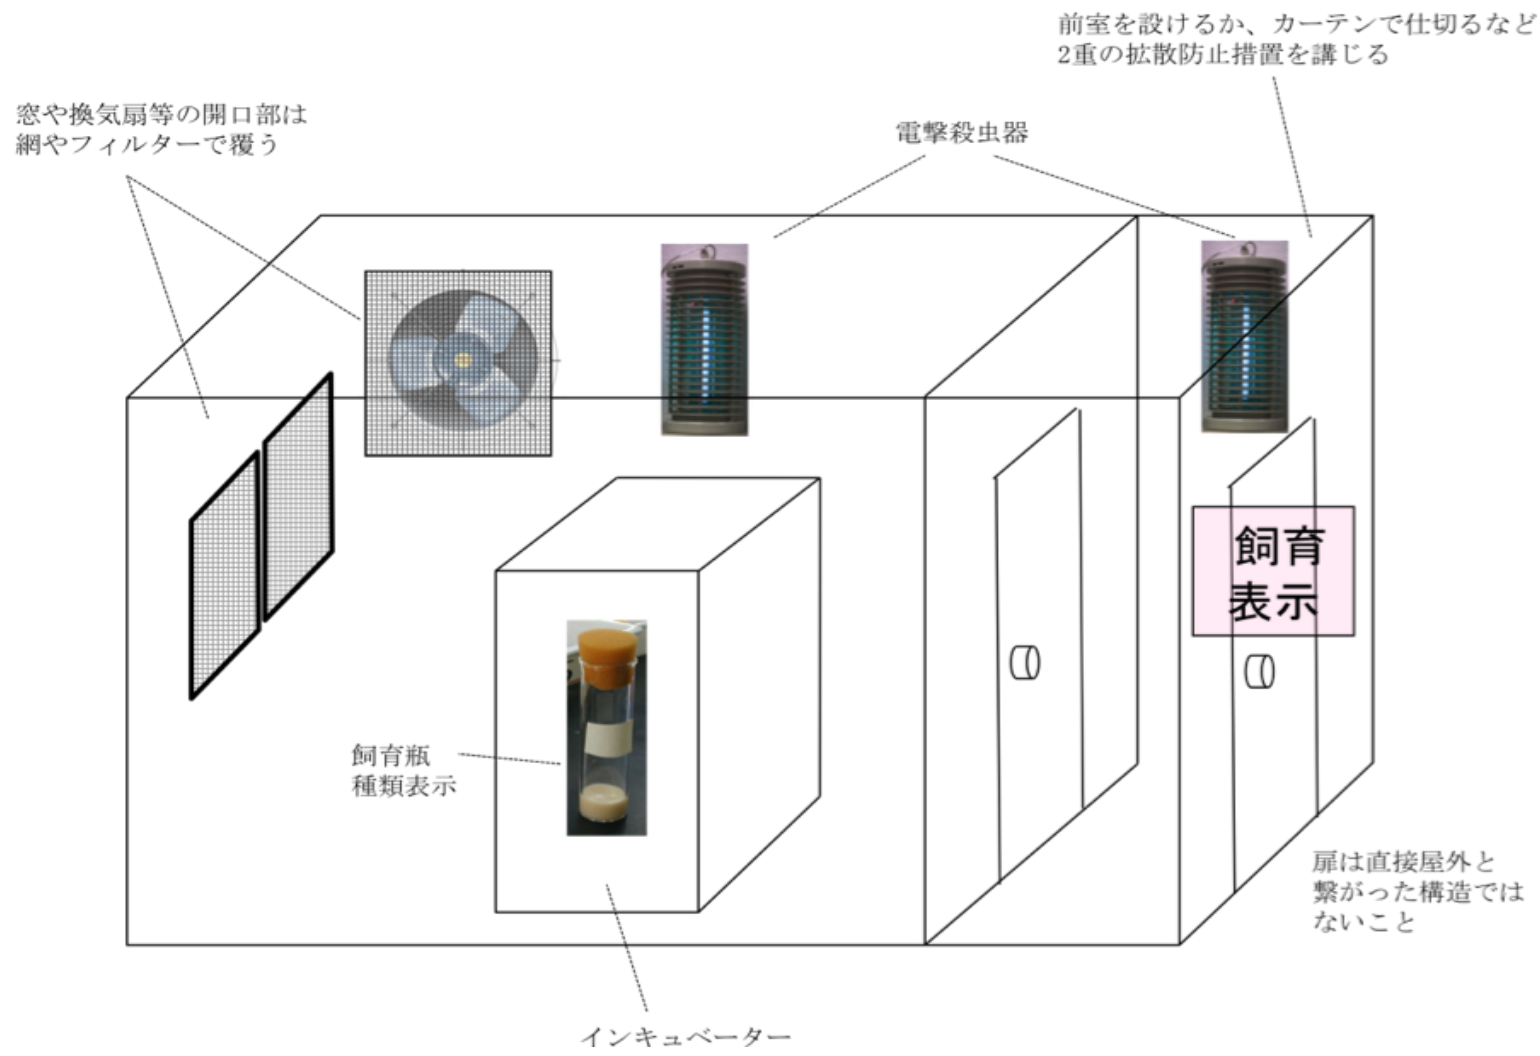 前室を設けるか、カーテンで仕切るなど
2重の拡散防止措置を講じる
窓や換気扇等の開口部は
網やフィルターで覆う
電撃殺虫器
飼育
表示
飼育瓶
種類表示
扉は直接屋外と
繋がった構造では
ないこと
インキュベーター